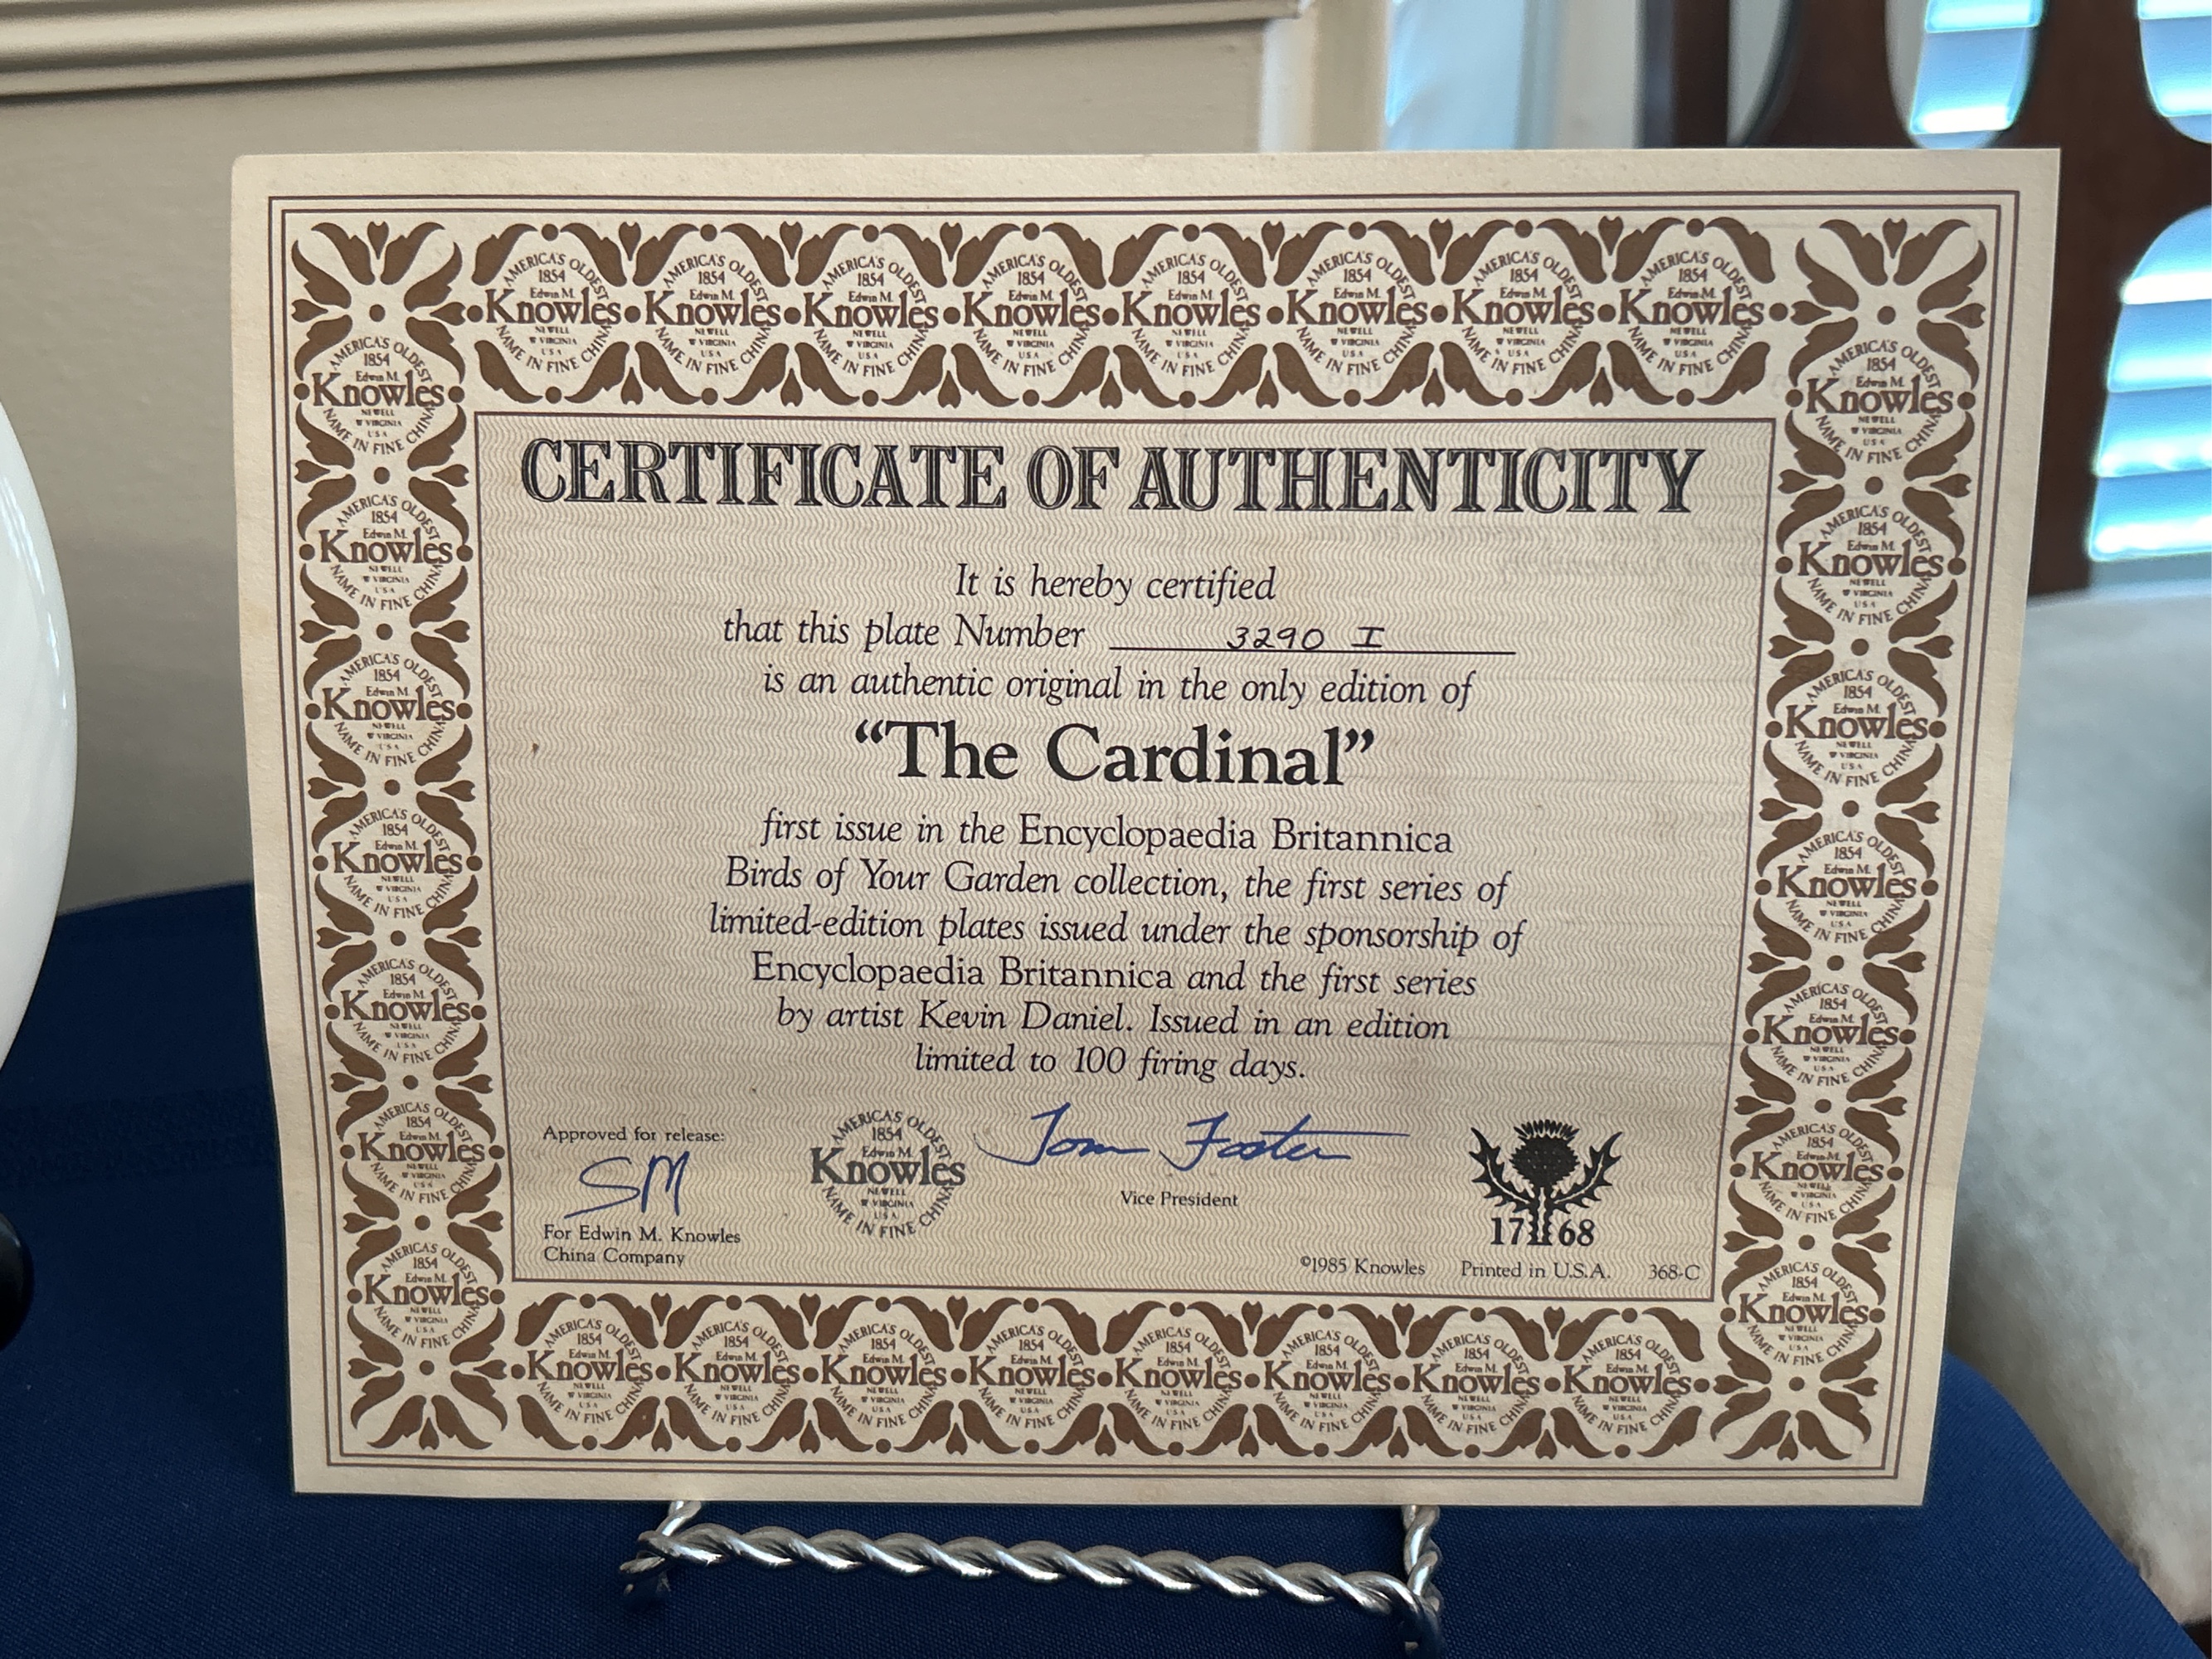 CERTIFICATE OF AUTHENTICITY
It is hereby certified
that this plate Number 3290 I
is an authentic original in the only edition of
“The Cardinal”
first issue in the Encyclopaedia Britannica
Birds of Your Garden collection, the first series of
limited-edition plates issued under the sponsorship of
Encyclopaedia Britannica and the first series
by artist Kevin Daniel. Issued in an edition
limited to 100 firing days.
Approved for release:
SM
For Edwin M. Knowles
China Company
AMERICA'S OLDEST
1854
Edwin M.
Knowles
NEWELL
W VIRGINIA
USA
NAME IN FINE CHINA
Tom Foster
Vice President
1768
©1985 Knowles Printed in U.S.A. 368-C